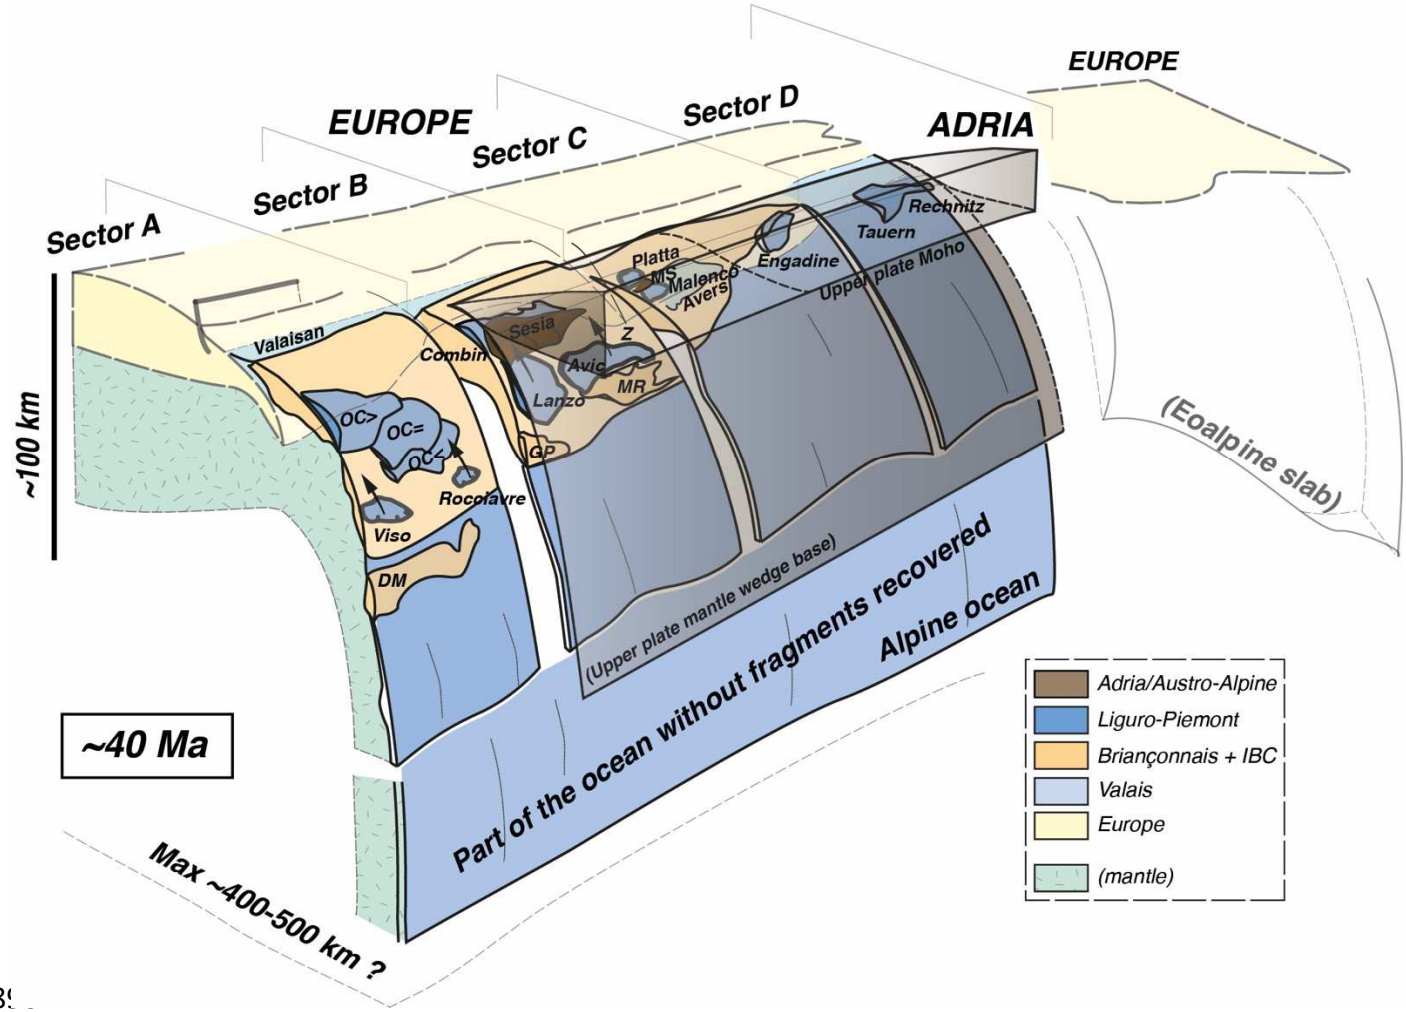 EUROPE
EUROPE
ADRIA
Sector D
Sector C
Sector B
Sector A
Rechnitz
Tauern
Engadine
Upper plate Moho
Platta
MS
Malenco
Avers
Valaisan
Sesia
Z
Combin
Avic
MR
Lanzo
GP
OC>
OC=
OC<
Rocciavre
Viso
DM
~100 km
(Eoalpine slab)
(Upper plate mantle wedge base)
Part of the ocean without fragments recovered
Alpine ocean
~40 Ma
Max ~400-500 km ?
Adria/Austro-Alpine
Liguro-Piemont
Briançonnais + IBC
Valais
Europe
(mantle)